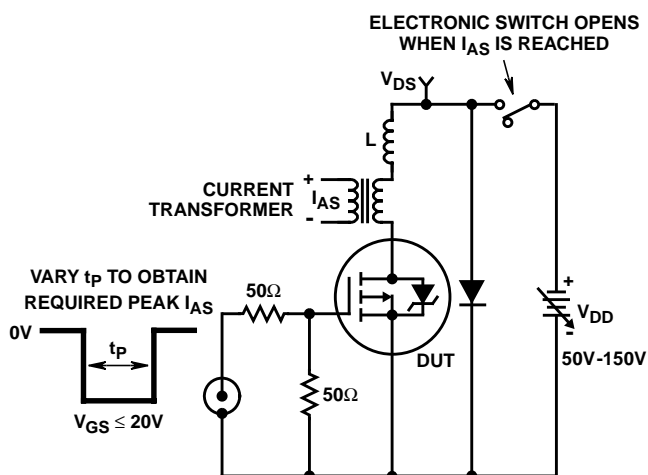 ELECTRONIC SWITCH OPENS
WHEN IAS IS REACHED
VDS
L
+
-
IAS
CURRENT
TRANSFORMER
VARY tP TO OBTAIN
REQUIRED PEAK IAS
50Ω
0V
tP
VGS ≤ 20V
50Ω
DUT
+
-
VDD
50V-150V